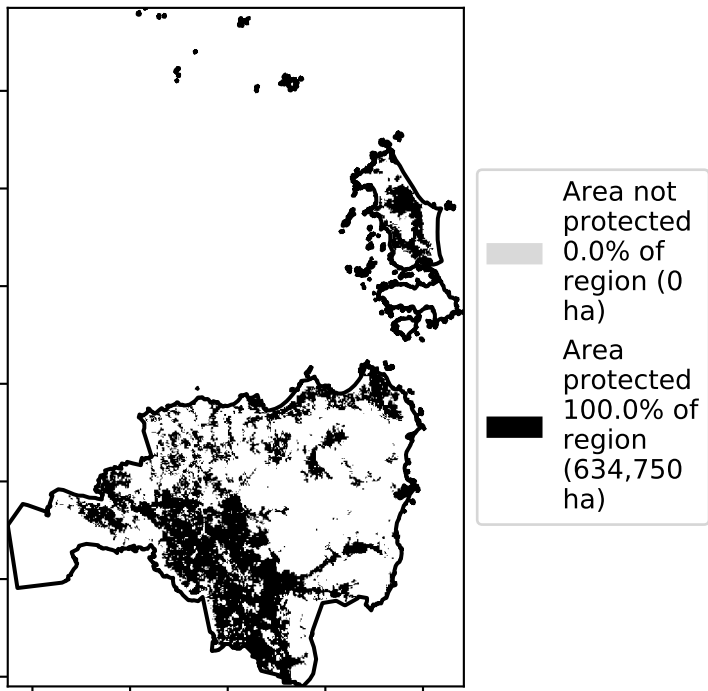 Area not
protected
0.0% of
region (0
ha)
Area
protected
100.0% of
region
(634,750
ha)